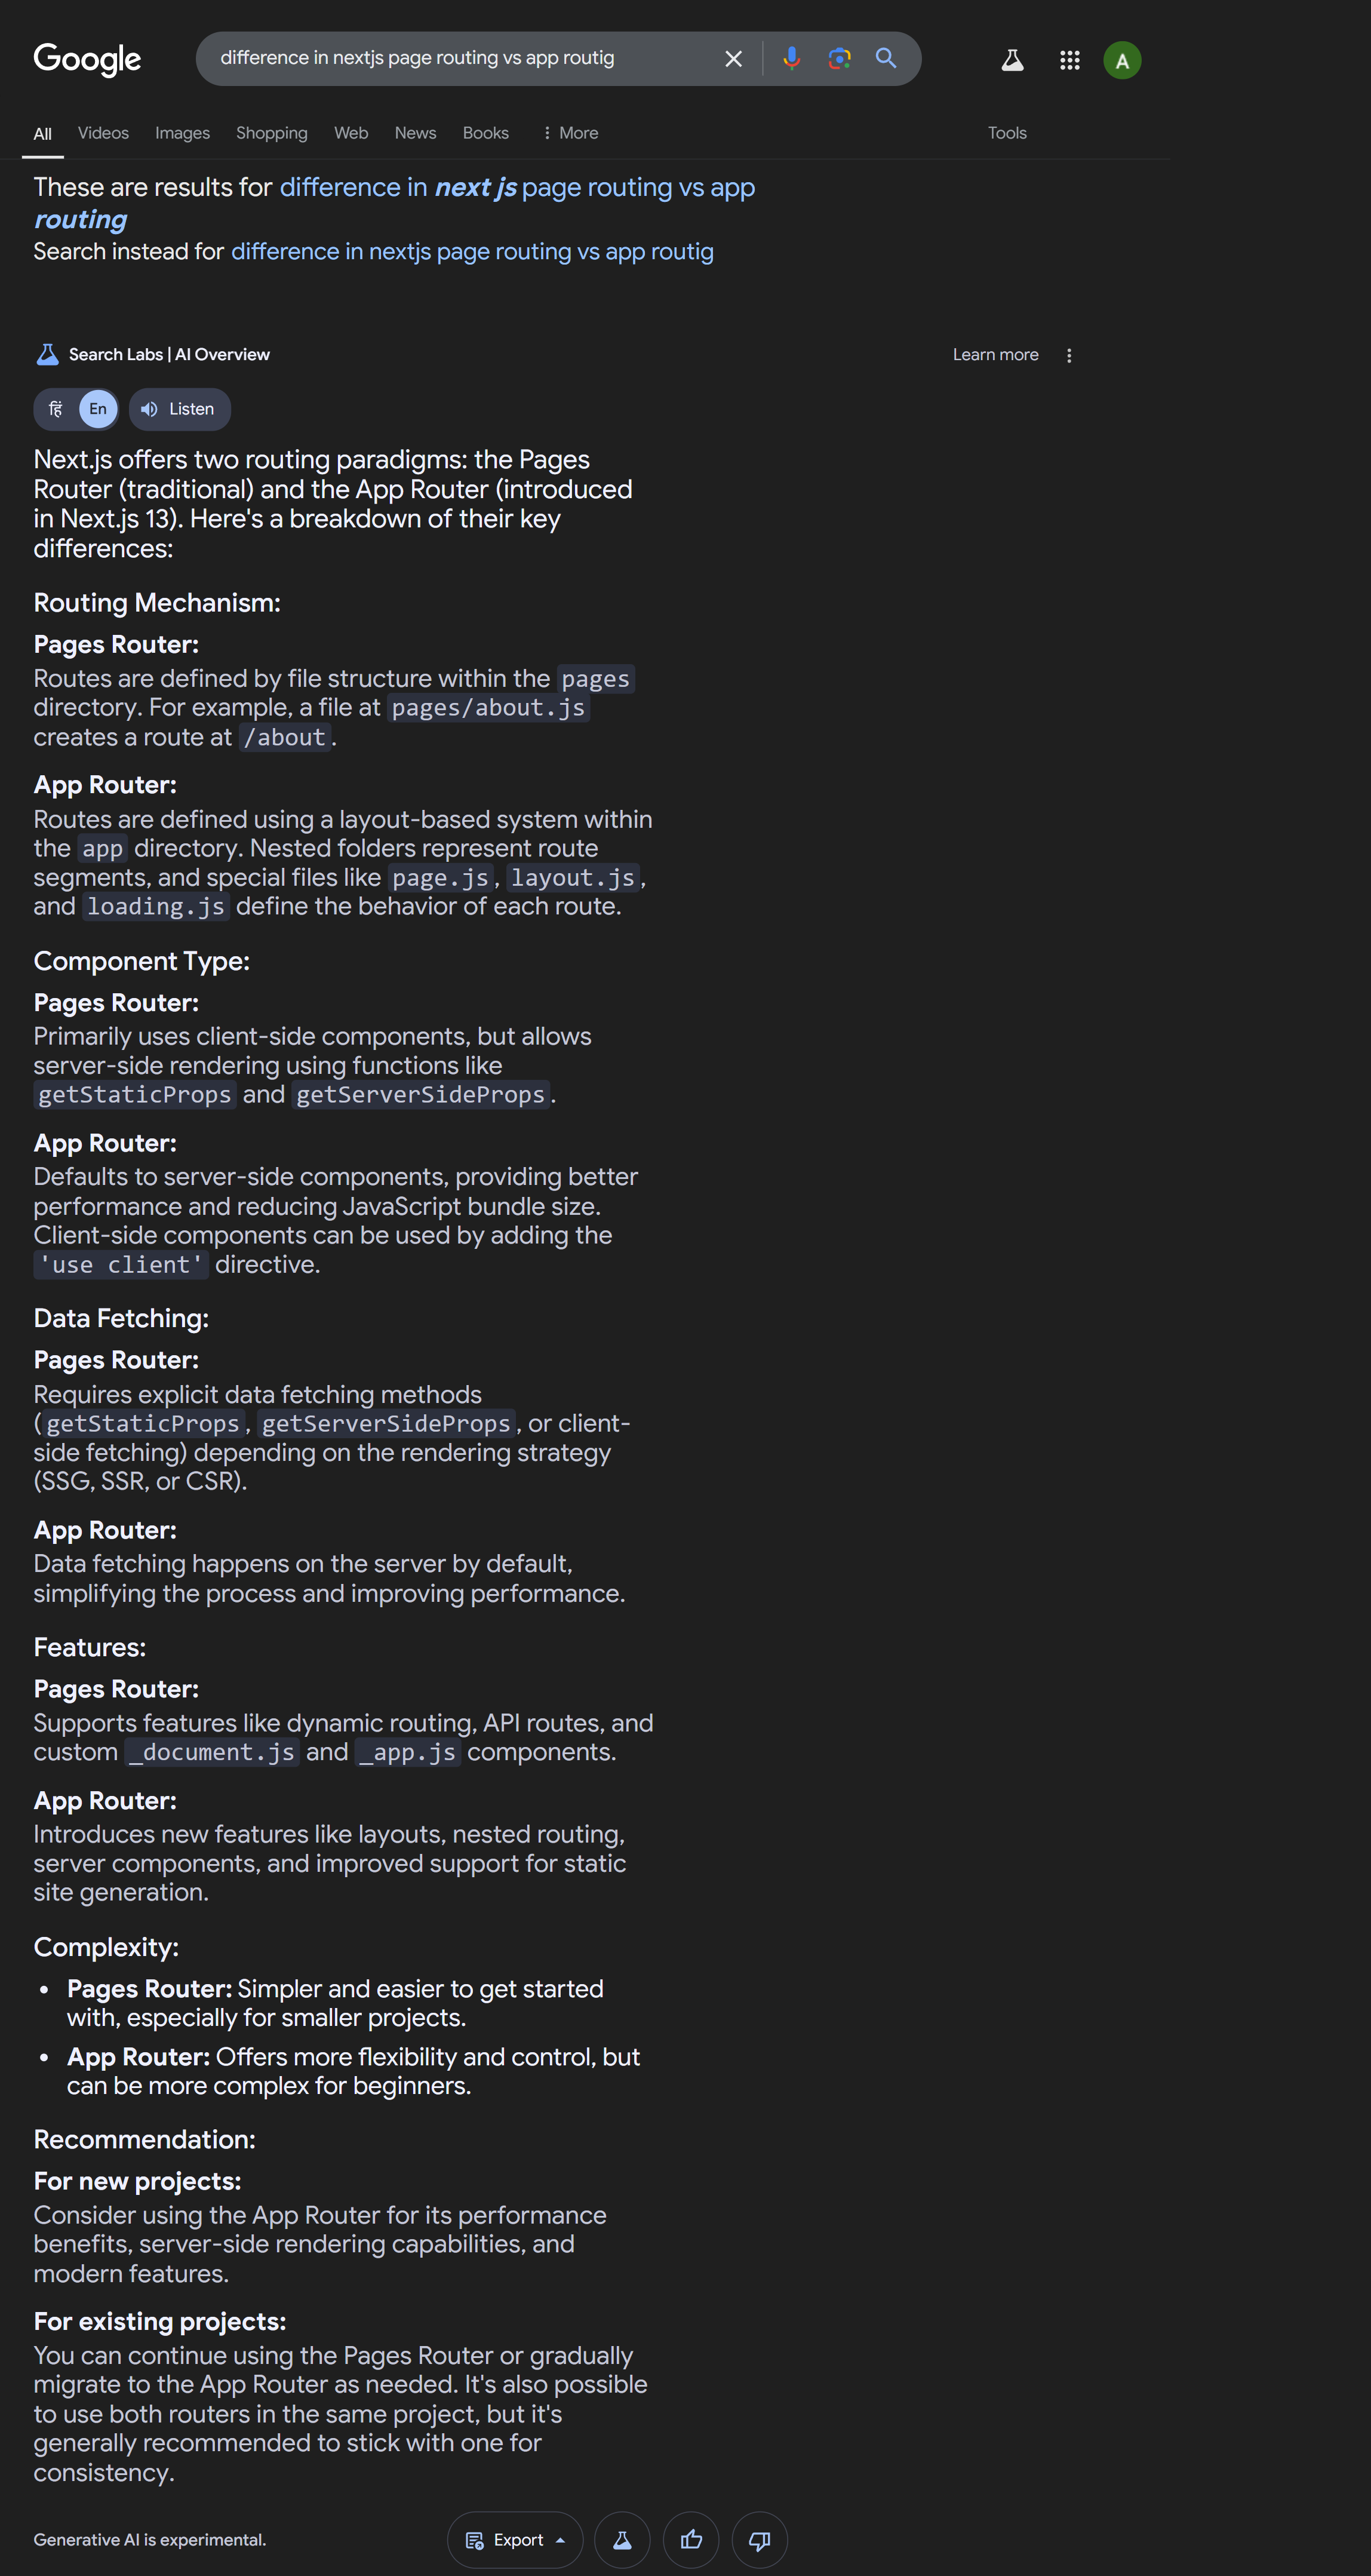 Google
difference in nextjs page routing vs app routig
A
All
Videos
Images
Shopping
Web
News
Books
More
Tools
These are results for difference in next js page routing vs app
routing
Search instead for difference in nextjs page routing vs app routig
Search Labs | AI Overview
Learn more
हिं
En
Listen
Next.js offers two routing paradigms: the Pages
Router (traditional) and the App Router (introduced
in Next.js 13). Here's a breakdown of their key
differences:
Routing Mechanism:
Pages Router:
Routes are defined by file structure within the pages
directory. For example, a file at pages/about.js
creates a route at /about.
App Router:
Routes are defined using a layout-based system within
the app directory. Nested folders represent route
segments, and special files like page.js, layout.js,
and loading.js define the behavior of each route.
Component Type:
Pages Router:
Primarily uses client-side components, but allows
server-side rendering using functions like
getStaticProps and getServerSideProps.
App Router:
Defaults to server-side components, providing better
performance and reducing JavaScript bundle size.
Client-side components can be used by adding the
'use client' directive.
Data Fetching:
Pages Router:
Requires explicit data fetching methods
(getStaticProps, getServerSideProps, or client-
side fetching) depending on the rendering strategy
(SSG, SSR, or CSR).
App Router:
Data fetching happens on the server by default,
simplifying the process and improving performance.
Features:
Pages Router:
Supports features like dynamic routing, API routes, and
custom _document.js and _app.js components.
App Router:
Introduces new features like layouts, nested routing,
server components, and improved support for static
site generation.
Complexity:
• Pages Router: Simpler and easier to get started
with, especially for smaller projects.
• App Router: Offers more flexibility and control, but
can be more complex for beginners.
Recommendation:
For new projects:
Consider using the App Router for its performance
benefits, server-side rendering capabilities, and
modern features.
For existing projects:
You can continue using the Pages Router or gradually
migrate to the App Router as needed. It's also possible
to use both routers in the same project, but it's
generally recommended to stick with one for
consistency.
Generative AI is experimental.
Export